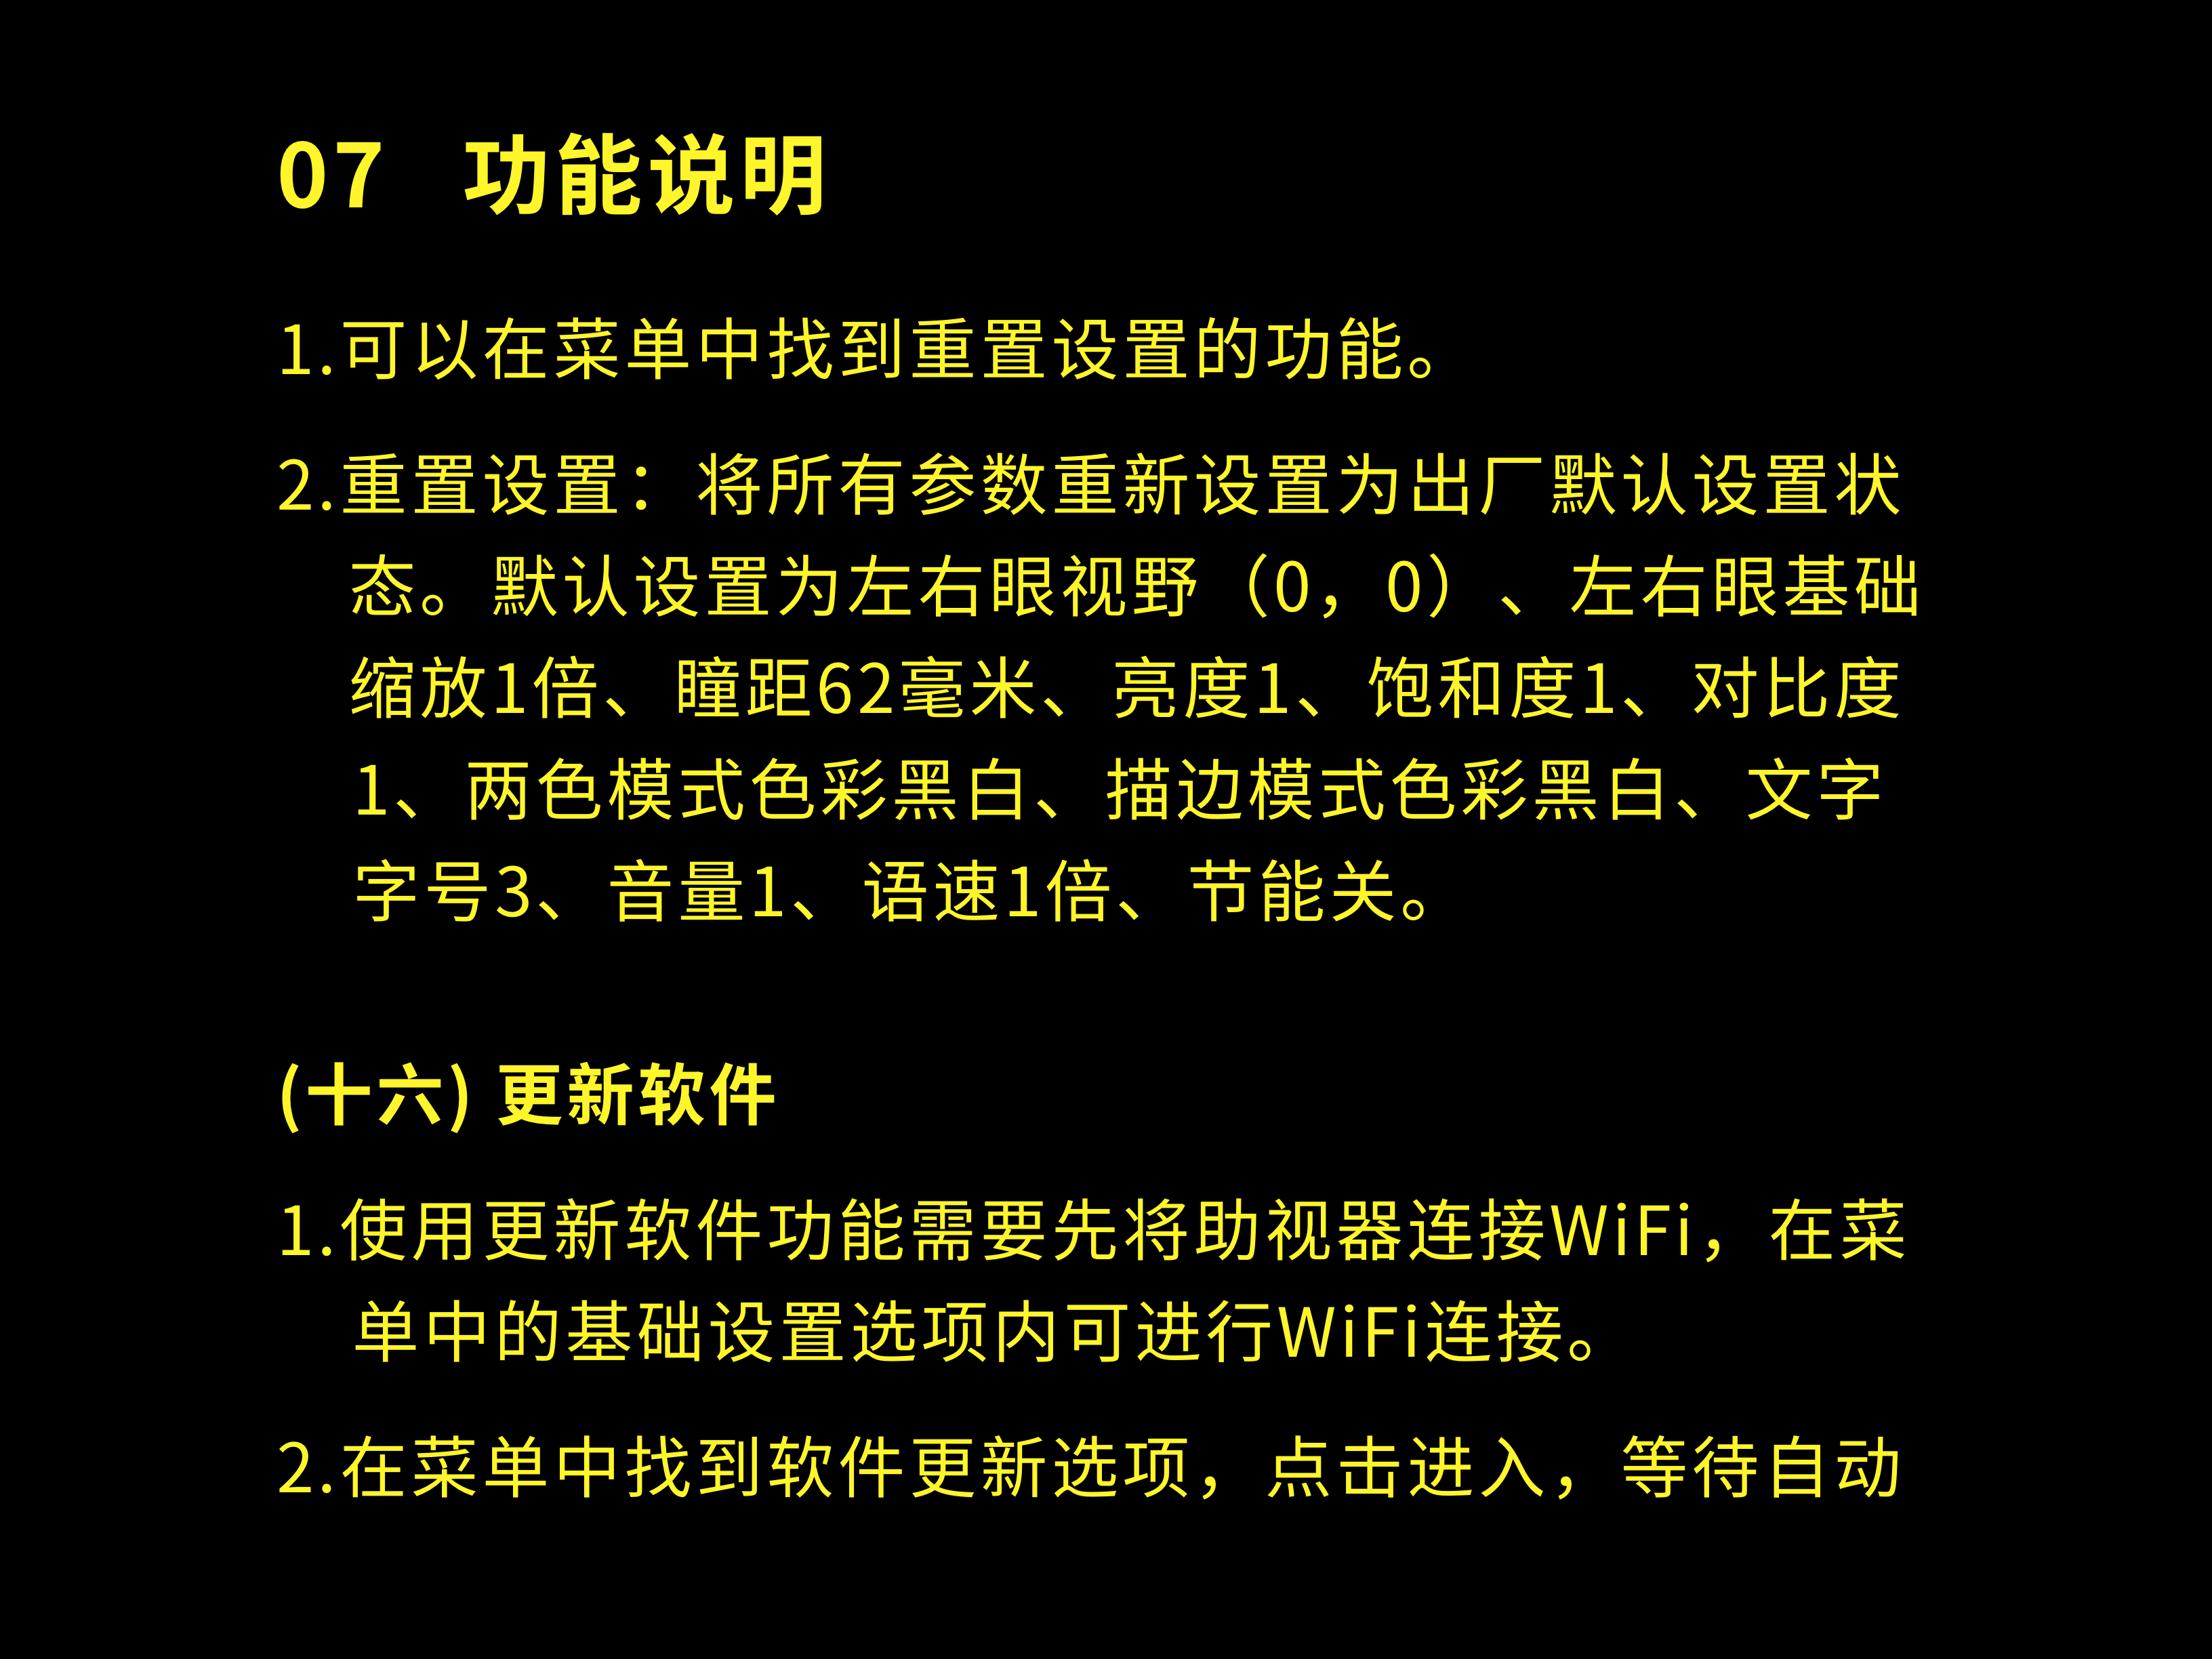 07 功能说明
1.可以在菜单中找到重置设置的功能。
2.重置设置：将所有参数重新设置为出厂默认设置状
态。默认设置为左右眼视野（0，0）、左右眼基础
缩放1倍、瞳距62毫米、亮度1、饱和度1、对比度
1、两色模式色彩黑白、描边模式色彩黑白、文字
字号3、音量1、语速1倍、节能关。
(十六) 更新软件
1.使用更新软件功能需要先将助视器连接WiFi，在菜
单中的基础设置选项内可进行WiFi连接。
2.在菜单中找到软件更新选项，点击进入，等待自动